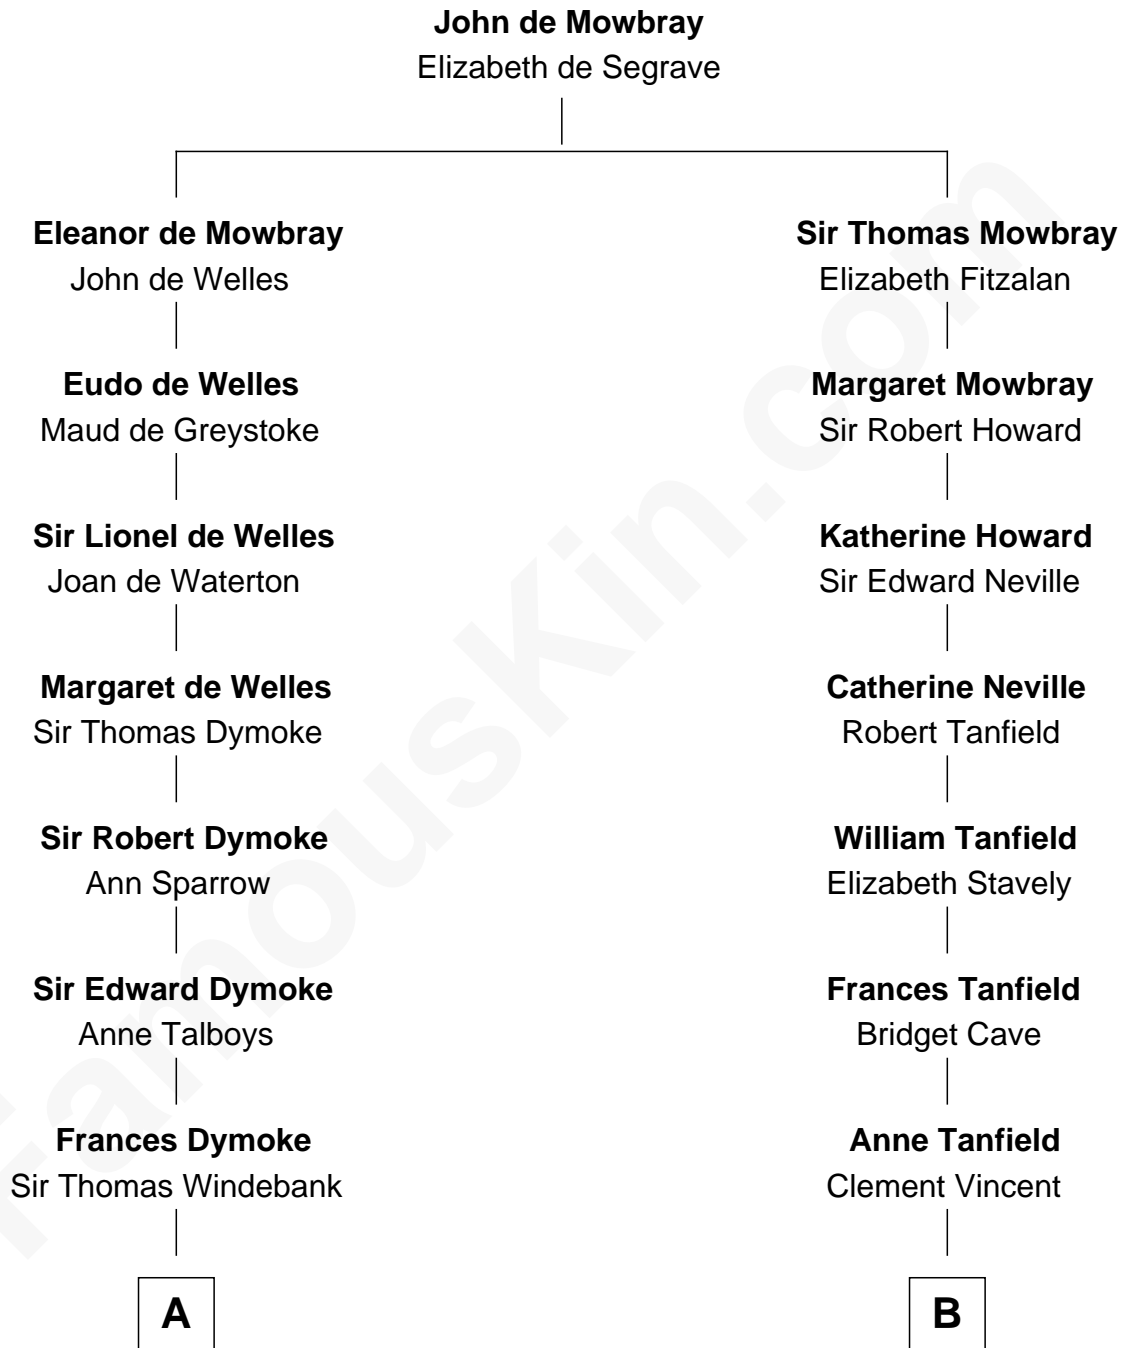 John de Mowbray
Elizabeth de Segrave
Eleanor de Mowbray
John de Welles
Sir Thomas Mowbray
Elizabeth Fitzalan
Eudo de Welles
Maud de Greystoke
Margaret Mowbray
Sir Robert Howard
Sir Lionel de Welles
Joan de Waterton
Katherine Howard
Sir Edward Neville
Margaret de Welles
Sir Thomas Dymoke
Catherine Neville
Robert Tanfield
Sir Robert Dymoke
Ann Sparrow
William Tanfield
Elizabeth Stavely
Sir Edward Dymoke
Anne Talboys
Frances Tanfield
Bridget Cave
Frances Dymoke
Sir Thomas Windebank
Anne Tanfield
Clement Vincent
A
B
FamousKin.com